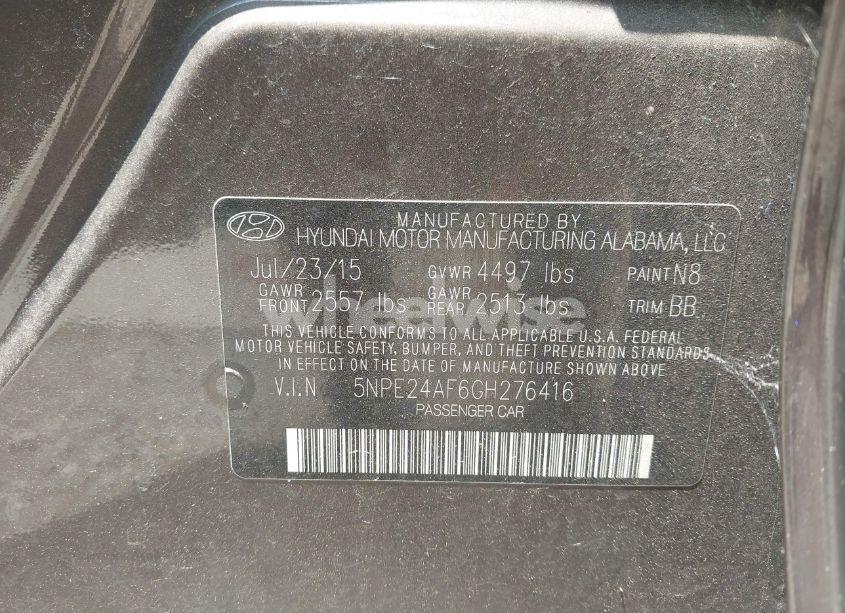 MANUFACTURED BY
HYUNDAI MOTOR MANUFACTURING ALABAMA, LLC
Jul/23/15 GVWR 4497 lbs PAINT N8
GAWR FRONT 2557 lbs GAWR REAR 2513 lbs TRIM BB
wheelwise
THIS VEHICLE CONFORMS TO ALL APPLICABLE U.S.A. FEDERAL
MOTOR VEHICLE SAFETY, BUMPER, AND THEFT PREVENTION STANDARDS
IN EFFECT ON THE DATE OF MANUFACTURE SHOWN ABOVE.
V.I.N 5NPE24AF6GH276416
PASSENGER CAR